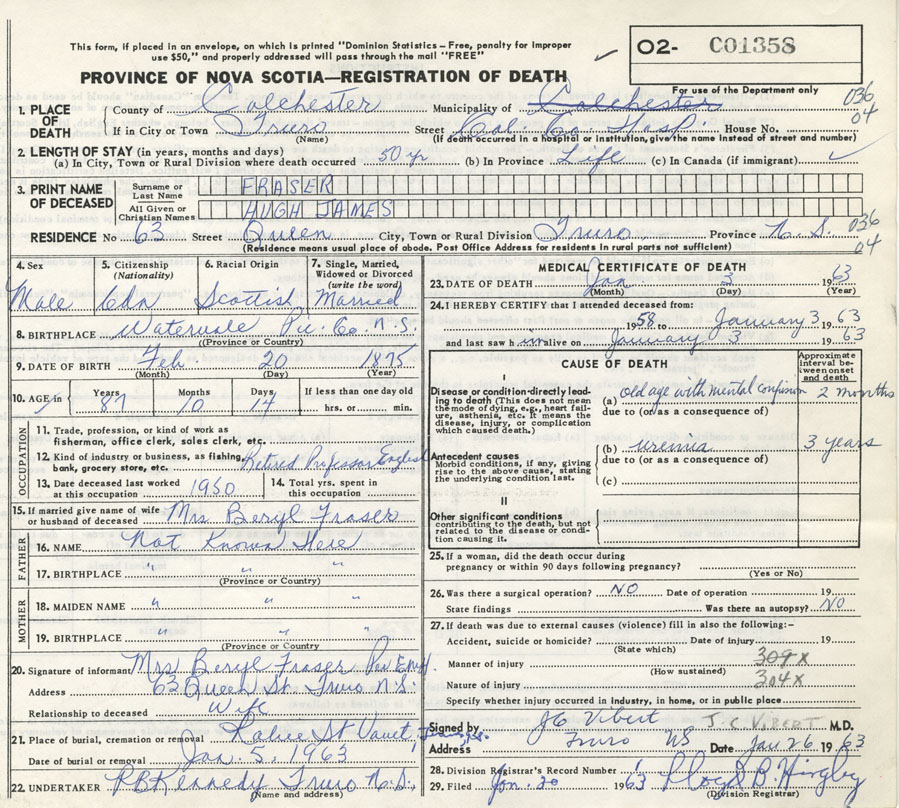 This form, if placed in an envelope, on which is printed "Dominion Statistics - Free, penalty for improper
use $50," and properly addressed will pass through the mail "FREE"
O2- C01358
PROVINCE OF NOVA SCOTIA—REGISTRATION OF DEATH
For use of the Department only
036
04
1. PLACE OF DEATH
County of Colchester Municipality of Colchester
If in City or Town Truro Street Col. Co. Hosp. House No.
(Name) (If death occurred in a hospital or institution, give the name instead of street and number)
2. LENGTH OF STAY (in years, months and days)
(a) In City, Town or Rural Division where death occurred 50 yr (b) In Province Life (c) In Canada (if immigrant)
3. PRINT NAME OF DECEASED
Surname or Last Name FRASER
All Given or Christian Names HUGH JAMES
RESIDENCE No 63 Street Queen City, Town or Rural Division Truro Province N. S.
036
04
(Residence means usual place of abode. Post Office Address for residents in rural parts not sufficient)
4. Sex
Male
5. Citizenship
(Nationality)
Cdn
6. Racial Origin
Scottish
7. Single, Married,
Widowed or Divorced
(write the word)
Married
8. BIRTHPLACE Watervale Pic. Co. N.S.
(Province or Country)
9. DATE OF BIRTH Feb 20 1875
(Month) (Day) (Year)
10. AGE in Years 87 Months 10 Days 14 If less than one day old
hrs. or min.
OCCUPATION
11. Trade, profession, or kind of work as
fisherman, office clerk, sales clerk, etc.
12. Kind of industry or business, as fishing,
bank, grocery store, etc. Retired Professor English
13. Date deceased last worked
at this occupation 1950
14. Total yrs. spent in
this occupation
15. If married give name of wife
or husband of deceased Mrs Beryl Fraser
FATHER
16. NAME Not Known Here
17. BIRTHPLACE " " "
(Province or Country)
MOTHER
18. MAIDEN NAME " " "
19. BIRTHPLACE " " "
(Province or Country
20. Signature of informant Mrs Beryl Fraser Per
Address 63 Queen St. Truro N.S.
Relationship to deceased Wife
21. Place of burial, cremation or removal St
Date of burial or removal Jan. 5, 1963
22. UNDERTAKER R B Kennedy Truro N.S.
(Name and address)
MEDICAL CERTIFICATE OF DEATH
23. DATE OF DEATH Jan 3 1963
(Month) (Day) (Year)
24. I HEREBY CERTIFY that I attended deceased from:
1958 to January 3 1963
and last saw him alive on January 3 1963
CAUSE OF DEATH
Approximate
interval be-
tween onset
and death
I
Disease or condition directly lead-
ing to death (This does not mean
the mode of dying, e.g., heart fail-
ure, asthenia, etc. It means the
disease, injury, or complication
which caused death.)
(a) Old age with mental confusion 2 months
due to (or as a consequence of)
Antecedent causes
Morbid conditions, if any, giving
rise to the above cause, stating
the underlying condition last.
(b) uremia 3 years
due to (or as a consequence of)
(c)
II
Other significant conditions
contributing to the death, but not
related to the disease or condi-
tion causing it.
25. If a woman, did the death occur during
pregnancy or within 90 days following pregnancy?
(Yes or No)
26. Was there a surgical operation? NO Date of operation 19
State findings Was there an autopsy? NO
27. If death was due to external causes (violence) fill in also the following:-
Accident, suicide or homicide? Date of injury 19
(State which)
Manner of injury 309x
(How sustained)
Nature of injury 304x
Specify whether injury occurred in industry, in home, or in public place
Signed by J C Vibert J. C. VIBERT M.D.
Address Truro NS Date Jan 26 1963
28. Division Registrar's Record Number 1
29. Filed Jan. 30 1963 Lloyd B.
(Division Registrar)